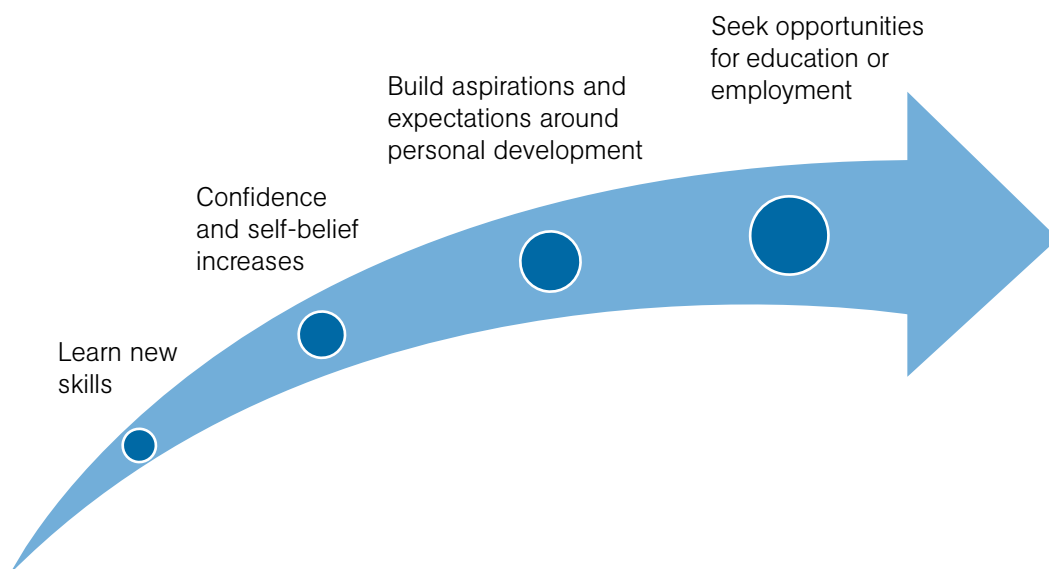 Learn new
skills
Confidence
and self-belief
increases
Build aspirations and
expectations around
personal development
Seek opportunities
for education or
employment